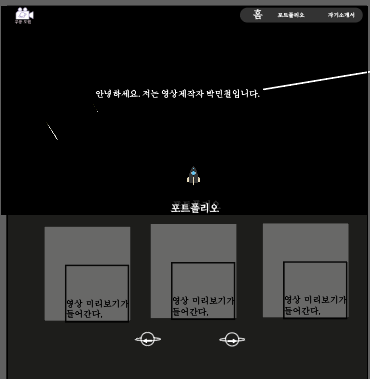 홈 포트폴리오 자기소개서
안녕하세요. 저는 영상제작자 박민철입니다.
포트폴리오
영상 미리보기가
들어간다.
영상 미리보기가
들어간다.
영상 미리보기가
들어간다.